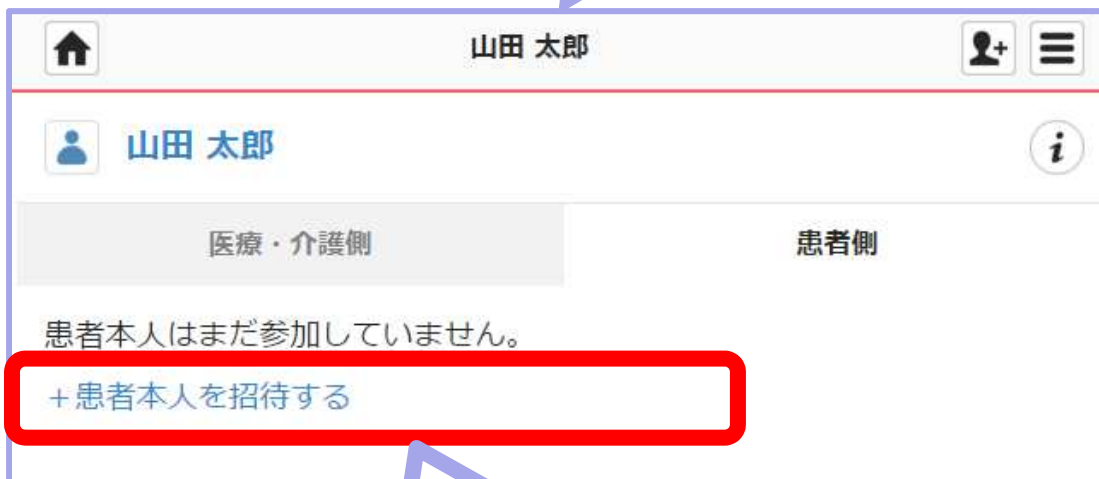 山田 太郎
山田 太郎
医療・介護側 患者側
患者本人はまだ参加していません。
+患者本人を招待する